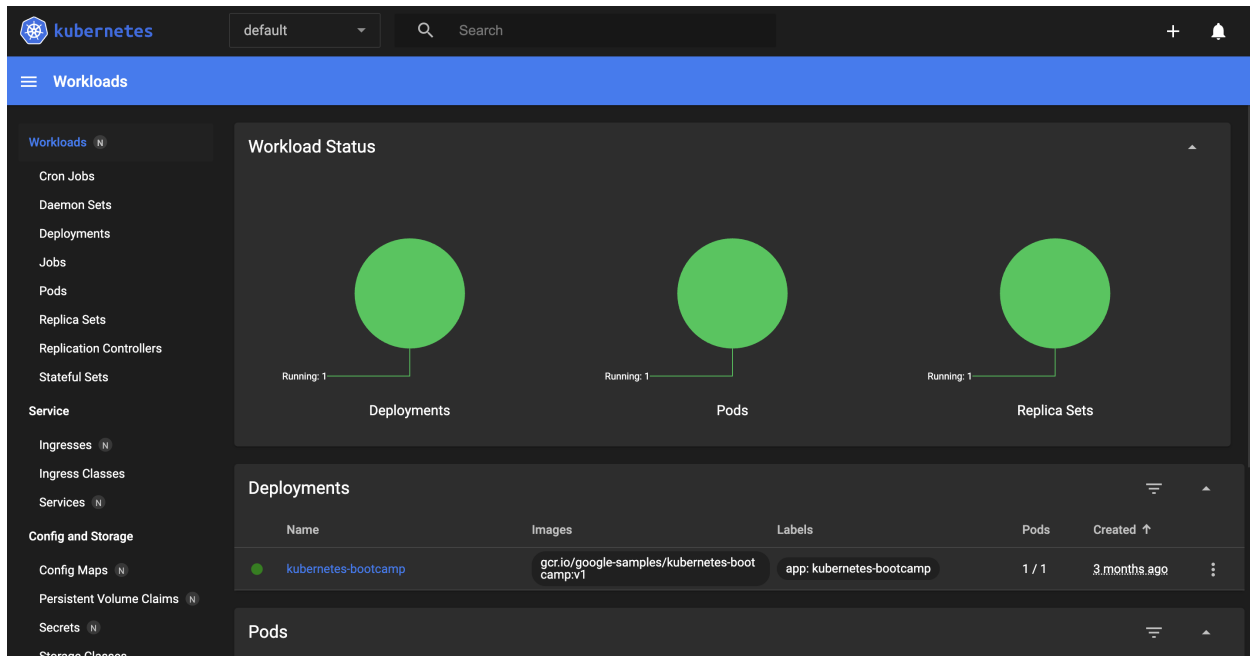 kubernetes
default
Search
Workloads
Workloads N
Cron Jobs
Daemon Sets
Deployments
Jobs
Pods
Replica Sets
Replication Controllers
Stateful Sets
Service
Ingresses N
Ingress Classes
Services N
Config and Storage
Config Maps N
Persistent Volume Claims N
Secrets N
Storage Classes
Workload Status
Running: 1
Deployments
Running: 1
Pods
Running: 1
Replica Sets
Deployments
Name Images Labels Pods Created
kubernetes-bootcamp
gcr.io/google-samples/kubernetes-boot
camp:v1
app: kubernetes-bootcamp
1 / 1
3 months ago
Pods